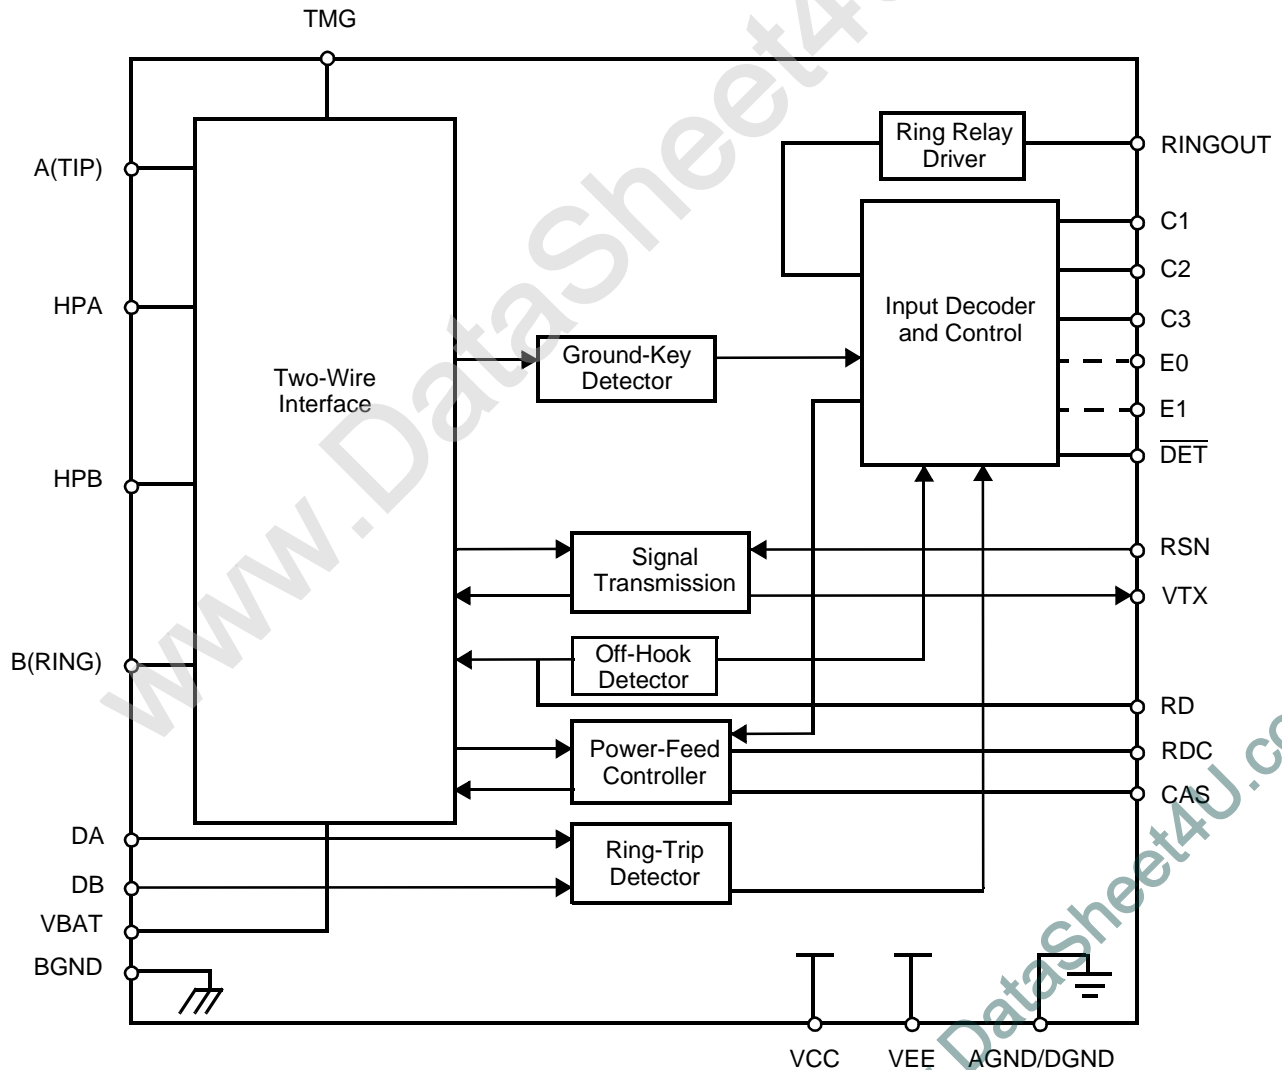 TMG
A(TIP)
HPA
HPB
B(RING)
DA
DB
VBAT
BGND
Two-Wire
Interface
Ring Relay
Driver
Input Decoder
and Control
Ground-Key
Detector
Signal
Transmission
Off-Hook
Detector
Power-Feed
Controller
Ring-Trip
Detector
RINGOUT
C1
C2
C3
E0
E1
DET
RSN
VTX
RD
RDC
CAS
VCC
VEE
AGND/DGND
www.DataSheet4U
DataSheet4U.co